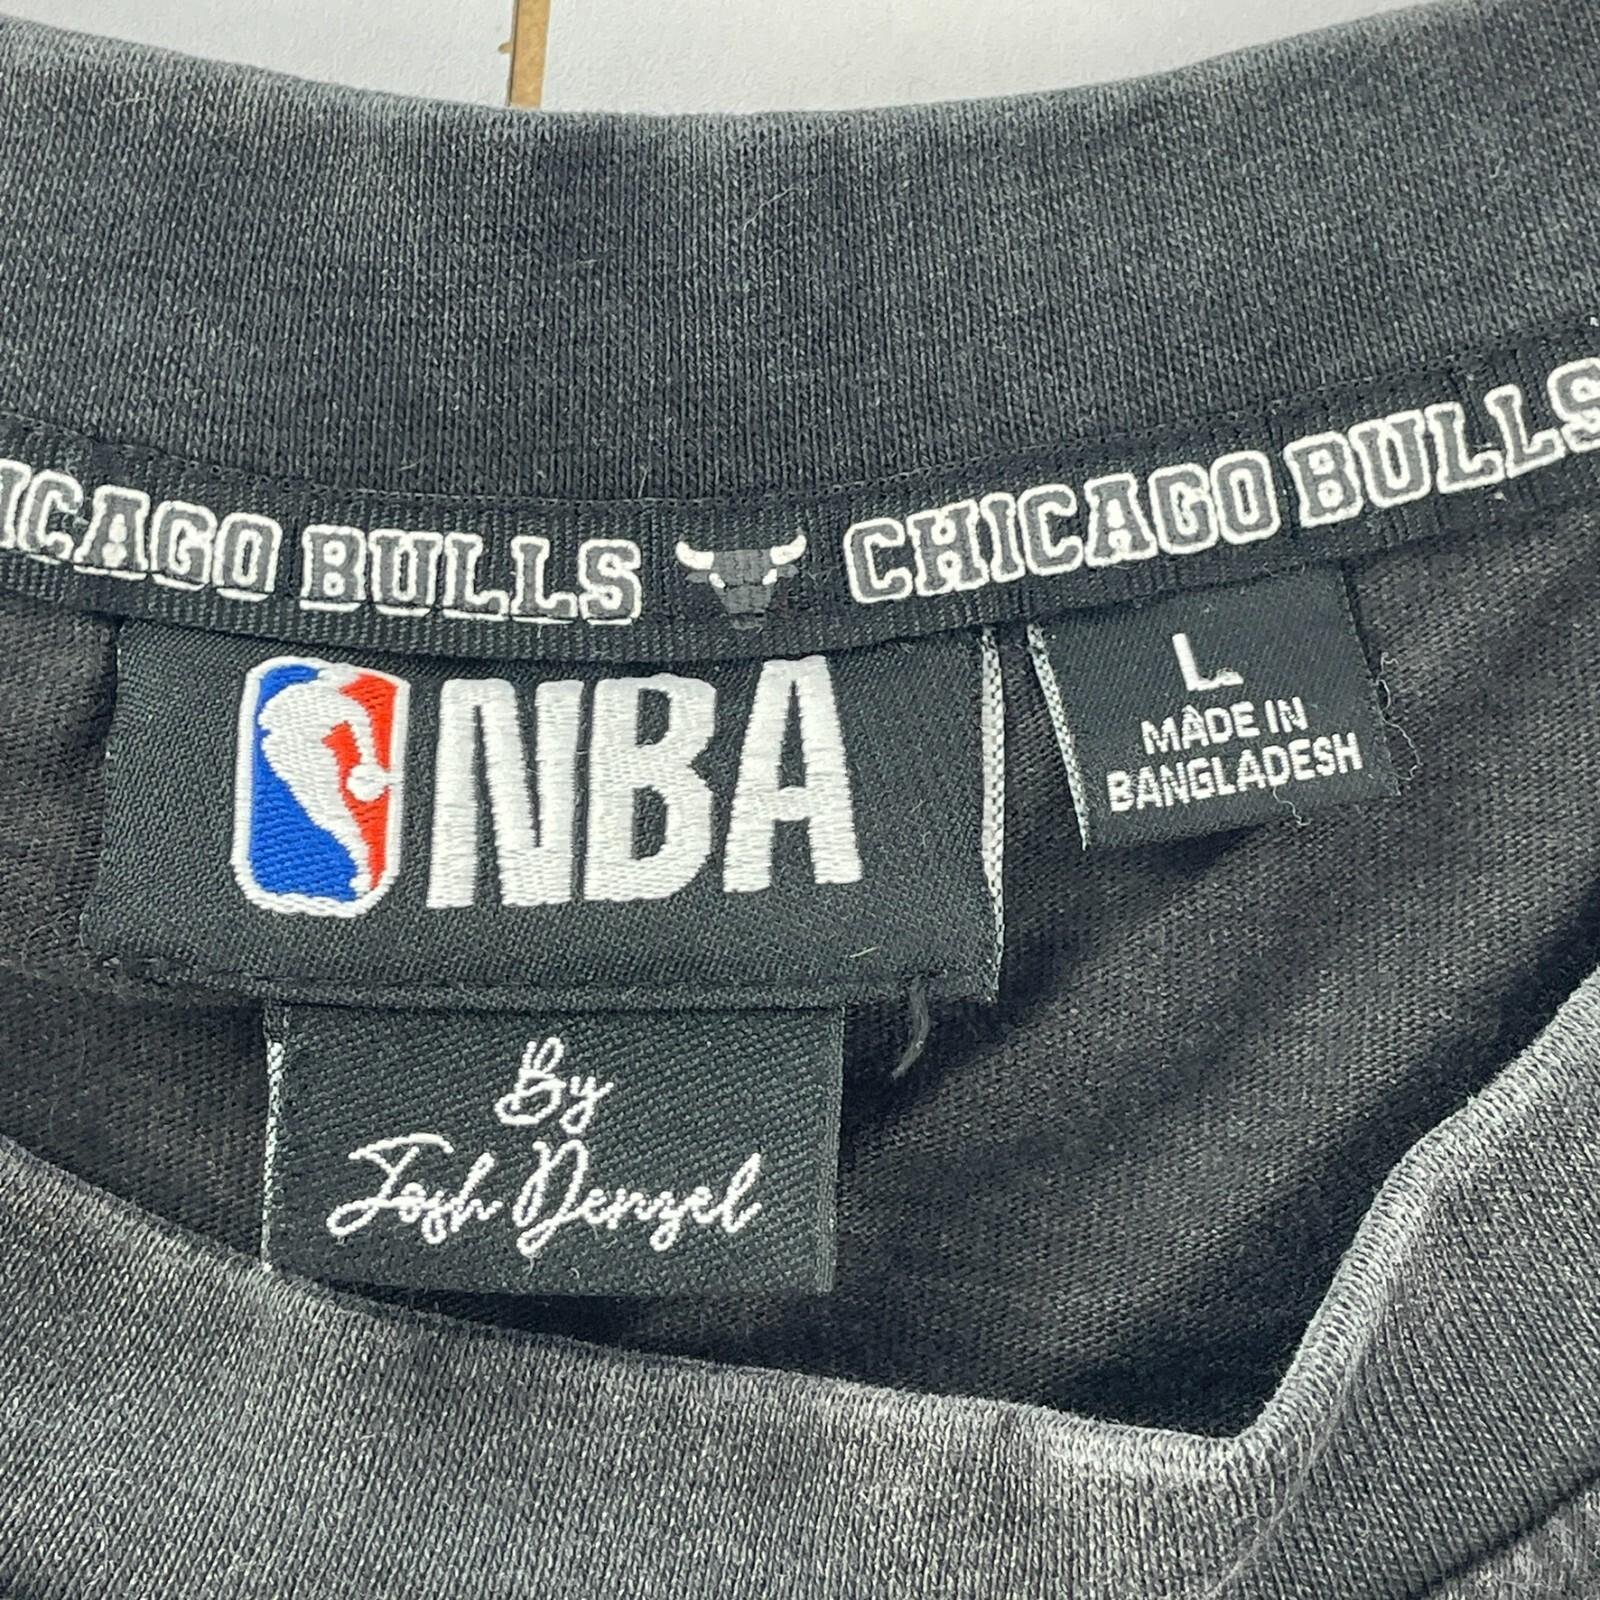 ICAGO BULLS CHICAGO BULLS
NBA
L
MADE IN
BANGLADESH
By
Josh Denzel